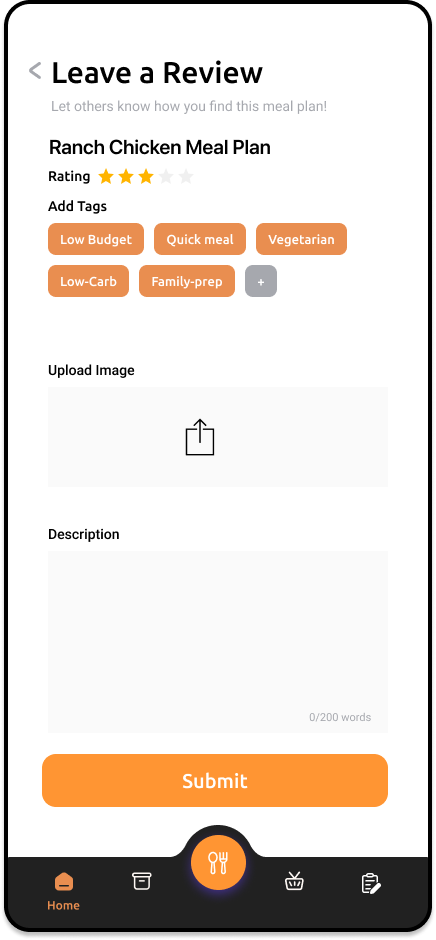 Leave a Review
Let others know how you find this meal plan!
Ranch Chicken Meal Plan
Rating
Add Tags
Low Budget Quick meal Vegetarian
Low-Carb Family-prep +
Upload Image
Description
0/200 words
Submit
Home